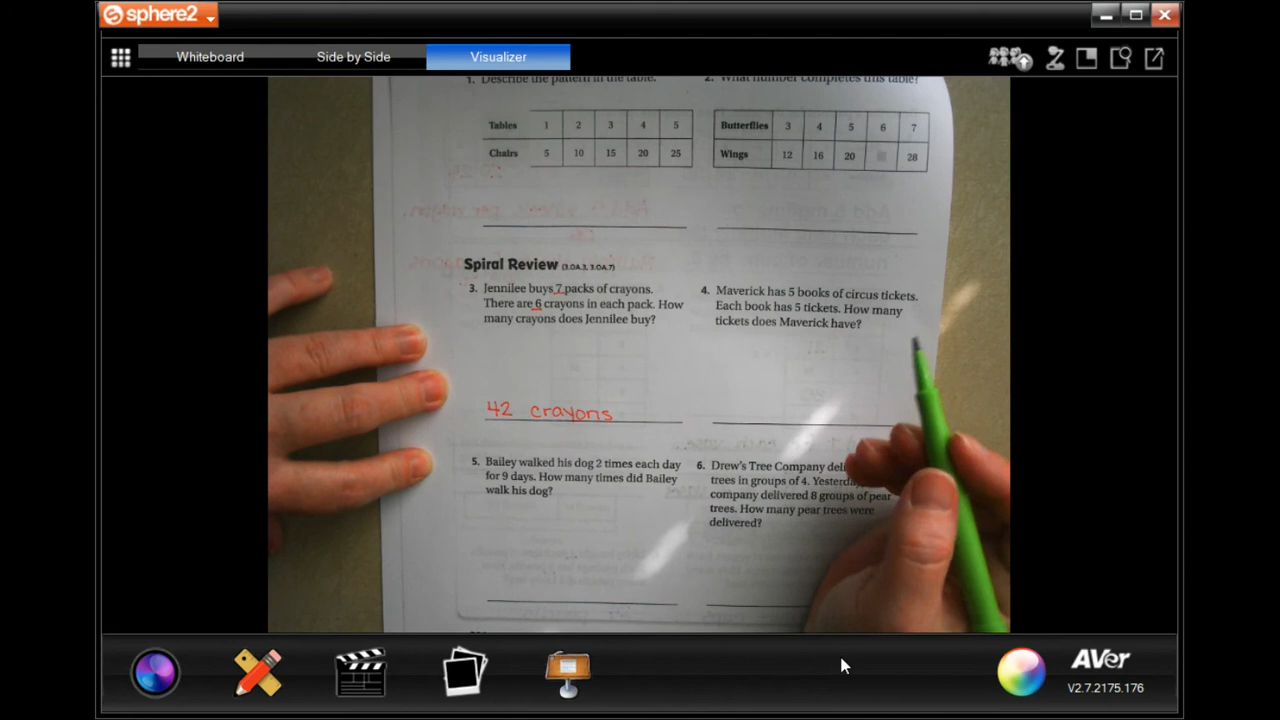 sphere2
Whiteboard Side by Side Visualizer
1. Describe the pattern in the table.
2. What number completes this table?
Tables 1 2 3 4 5
Chairs 5 10 15 20 25
Butterflies 3 4 5 6 7
Wings 12 16 20 28
Spiral Review (3.OA.3, 3.OA.7)
3. Jennilee buys 7 packs of crayons.
There are 6 crayons in each pack. How
many crayons does Jennilee buy?
42 crayons
4. Maverick has 5 books of circus tickets.
Each book has 5 tickets. How many
tickets does Maverick have?
5. Bailey walked his dog 2 times each day
for 9 days. How many times did Bailey
walk his dog?
6. Drew's Tree Company deli
trees in groups of 4. Yesterday
company delivered 8 groups of pear
trees. How many pear trees were
delivered?
AVer
V2.7.2175.176